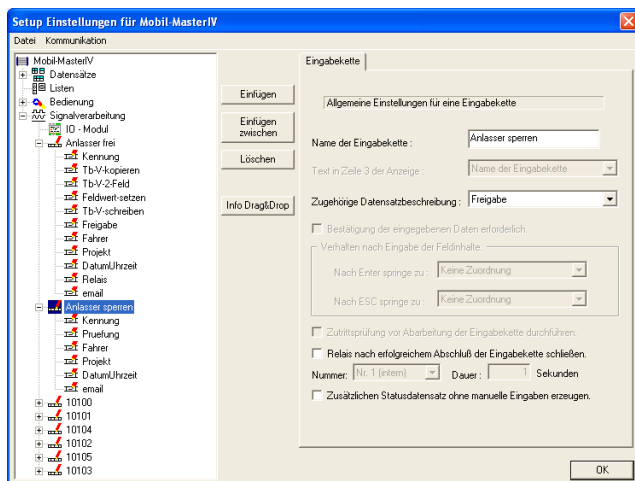 Setup Einstellungen für Mobil-MasterIV
Datei Kommunikation
Mobil-MasterIV
Datensätze
Listen
Bedienung
Signalverarbeitung
IO - Modul
Anlasser frei
Kennung
Tb-V-kopieren
Tb-V-2-Feld
Feldwert-setzen
Tb-V-schreiben
Freigabe
Fahrer
Projekt
DatumUhrzeit
Relais
email
Anlasser sperren
Kennung
Pruefung
Fahrer
Projekt
DatumUhrzeit
email
10100
10101
10104
10102
10105
10103
Einfügen
Einfügen
zwischen
Löschen
Info Drag&Drop
Eingabekette
Allgemeine Einstellungen für eine Eingabekette
Name der Eingabekette : Anlasser sperren
Text in Zeile 3 der Anzeige : Name der Eingabekette
Zugehörige Datensatzbeschreibung : Freigabe
Bestätigung der eingegebenen Daten erforderlich.
Verhalten nach Eingabe der Feldinhalte.
Nach Enter springe zu : Keine Zuordnung
Nach ESC springe zu : Keine Zuordnung
Zutrittsprüfung vor Abarbeitung der Eingabekette durchführen.
Relais nach erfolgreichem Abschluß der Eingabekette schließen.
Nummer: Nr. 1 (intern) Dauer : 1 Sekunden
Zusätzlichen Statusdatensatz ohne manuelle Eingaben erzeugen.
OK